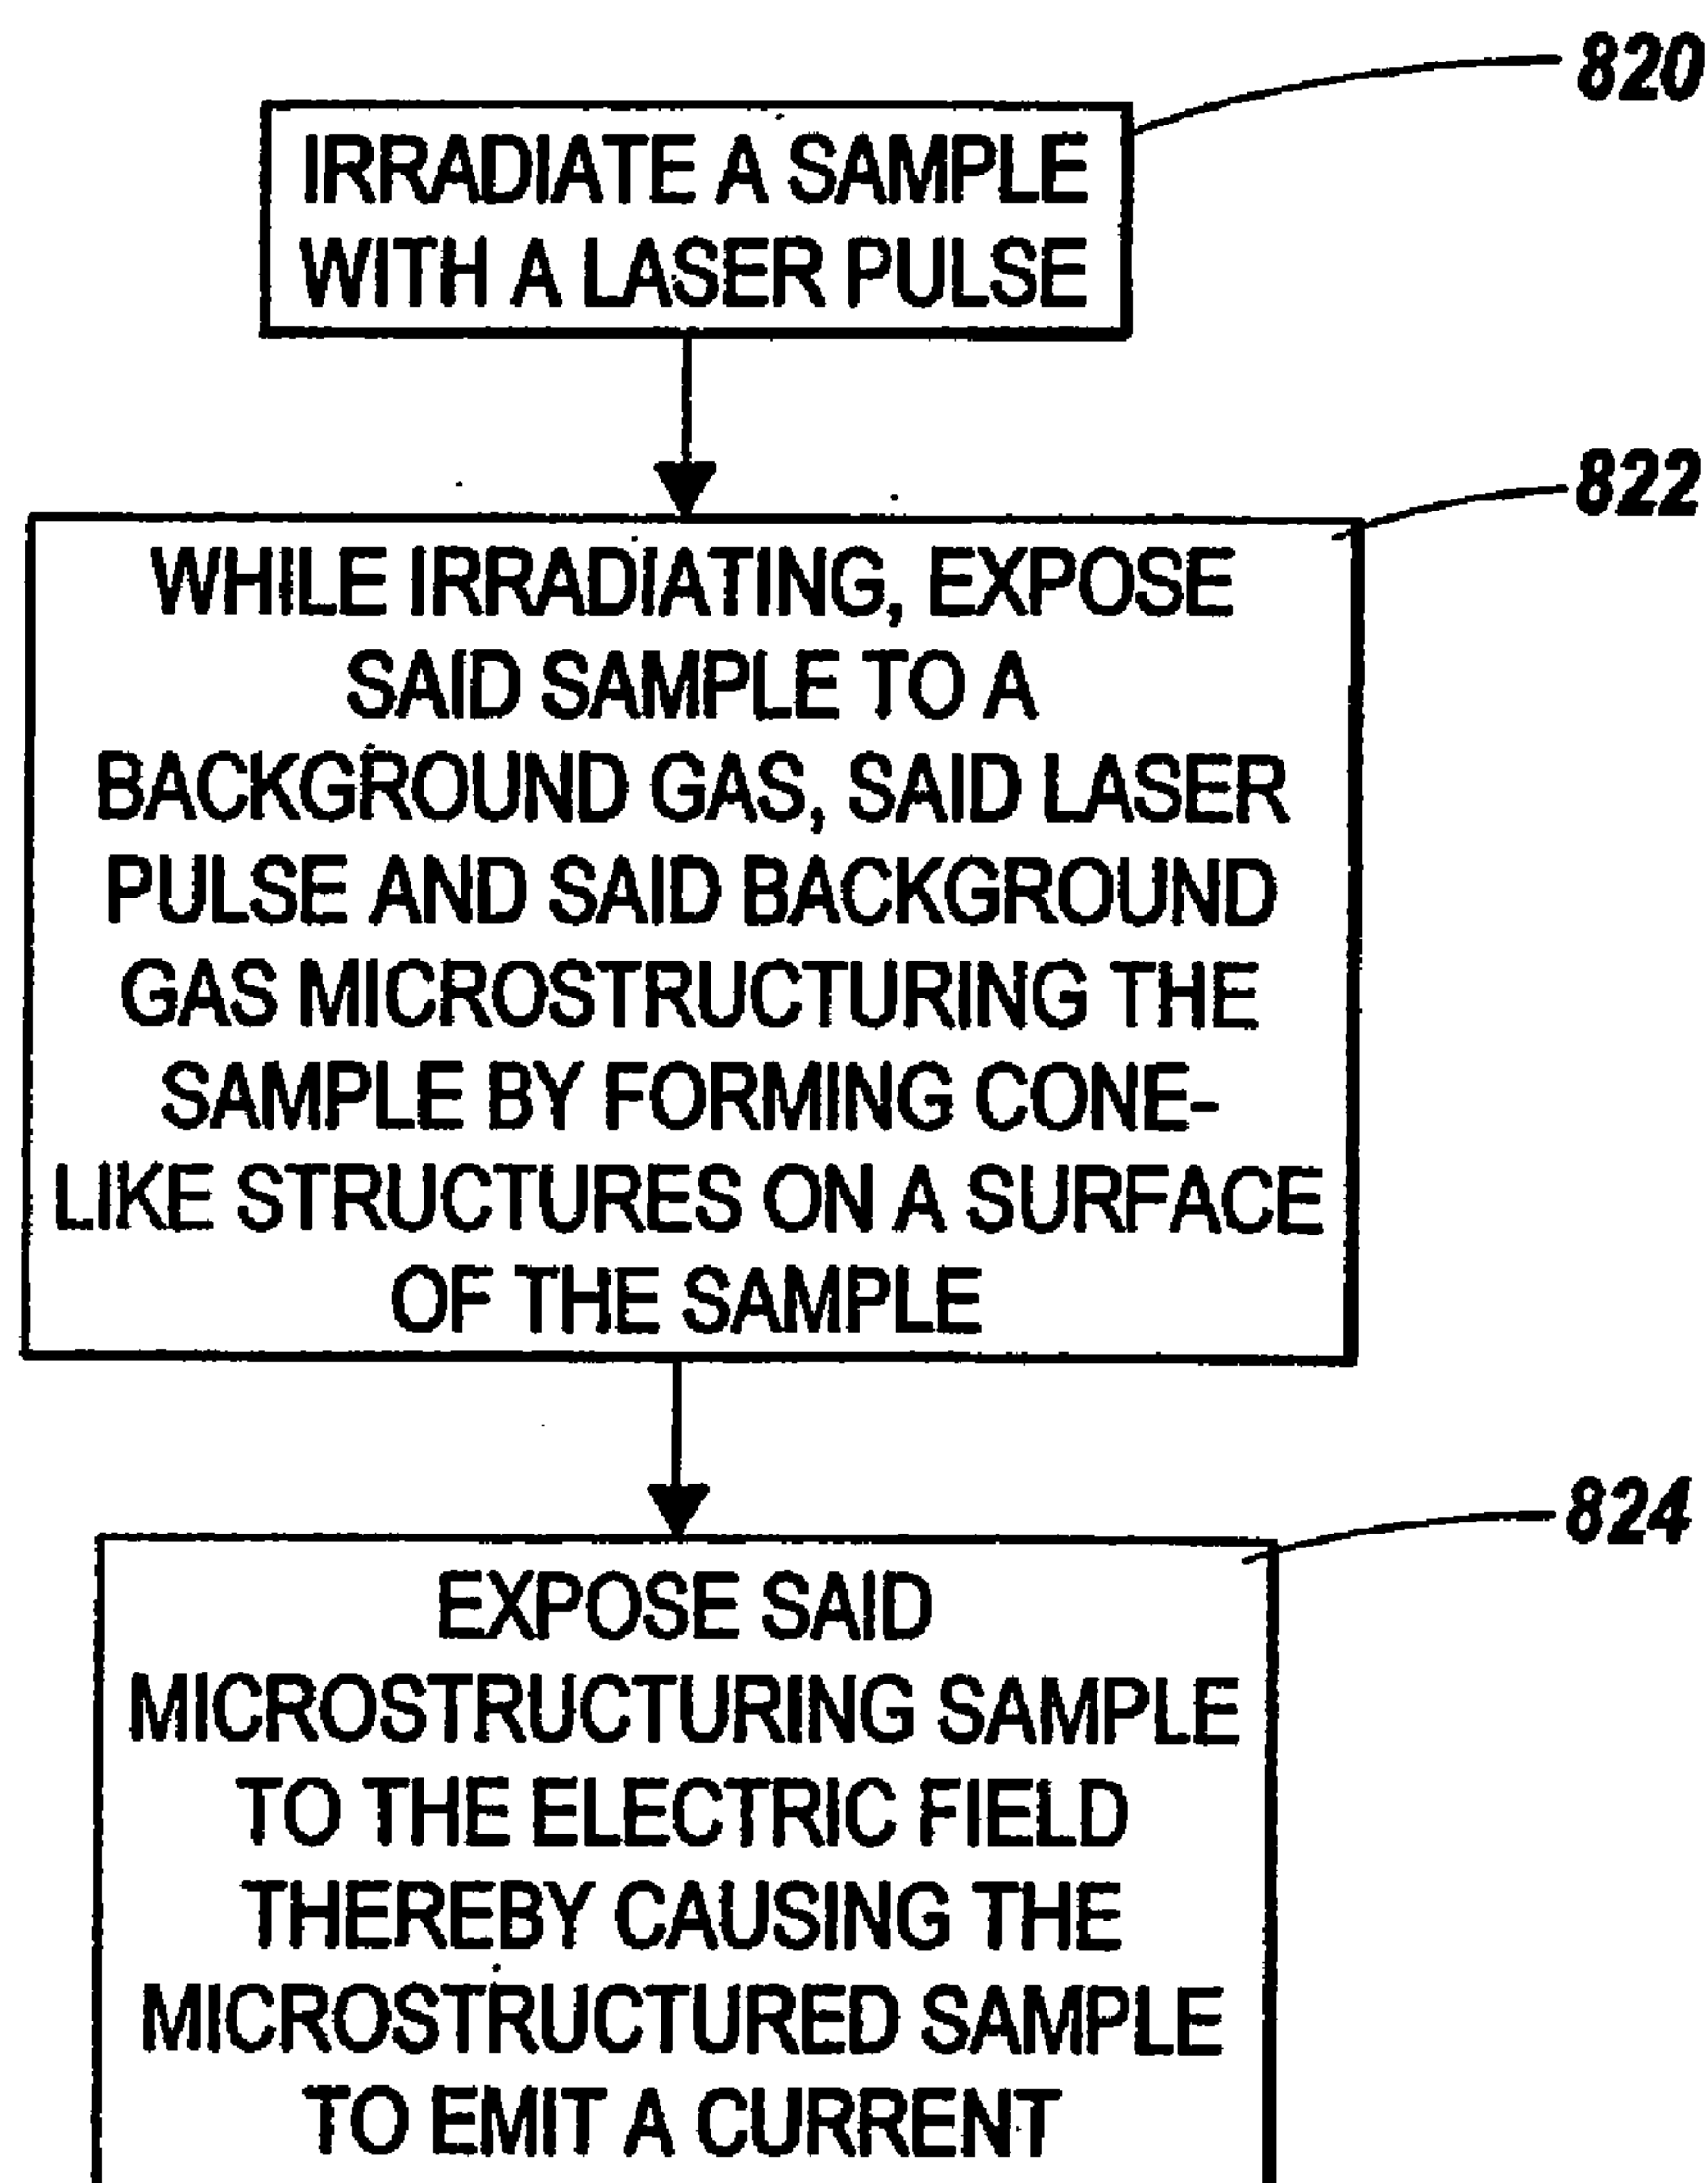 820
IRRADIATE A SAMPLE
WITH A LASER PULSE
822
WHILE IRRADIATING, EXPOSE
SAID SAMPLE TO A
BACKGROUND GAS, SAID LASER
PULSE AND SAID BACKGROUND
GAS MICROSTRUCTURING THE
SAMPLE BY FORMING CONE-
LIKE STRUCTURES ON A SURFACE
OF THE SAMPLE
824
EXPOSE SAID
MICROSTRUCTURING SAMPLE
TO THE ELECTRIC FIELD
THEREBY CAUSING THE
MICROSTRUCTURED SAMPLE
TO EMIT A CURRENT